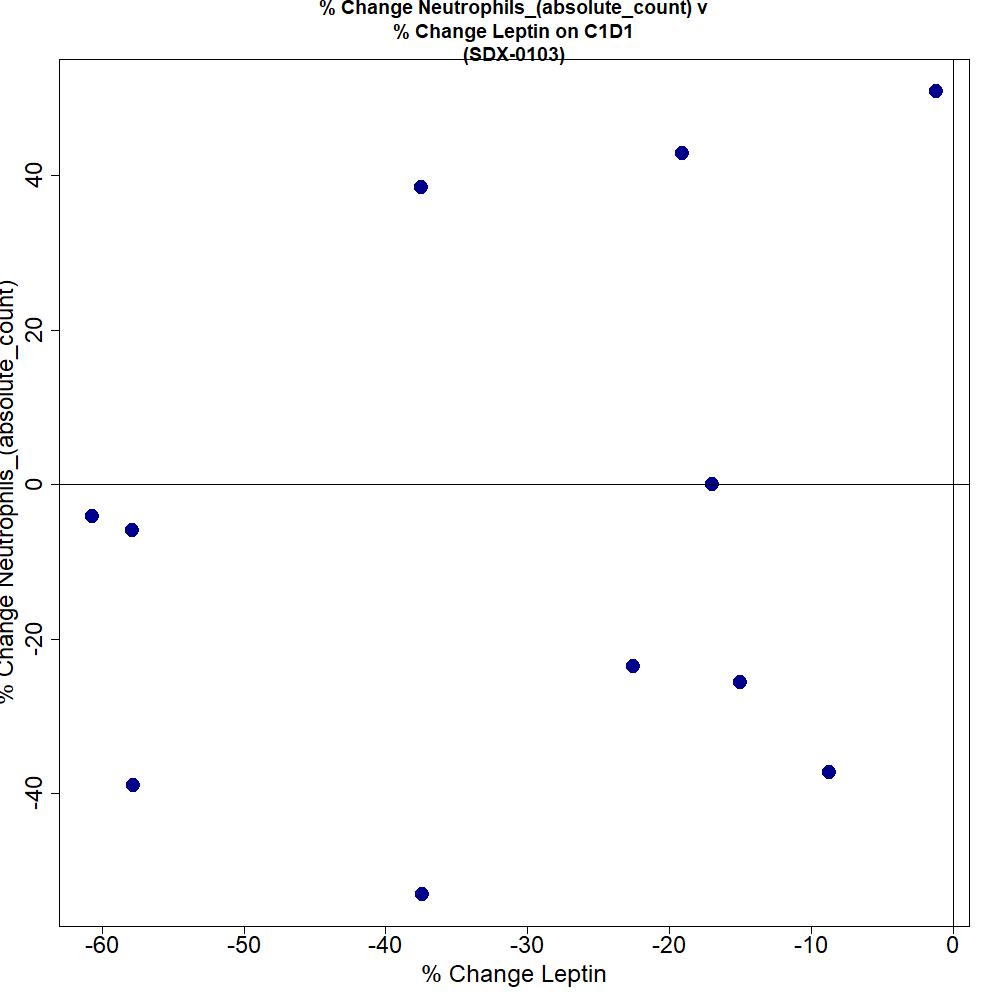 % Change Neutrophils_(absolute_count) v
% Change Leptin on C1D1
(SDX-0103)
% Change Neutrophils_(absolute_count)
40
20
0
-20
-40
-60
-50
-40
-30
-20
-10
0
% Change Leptin